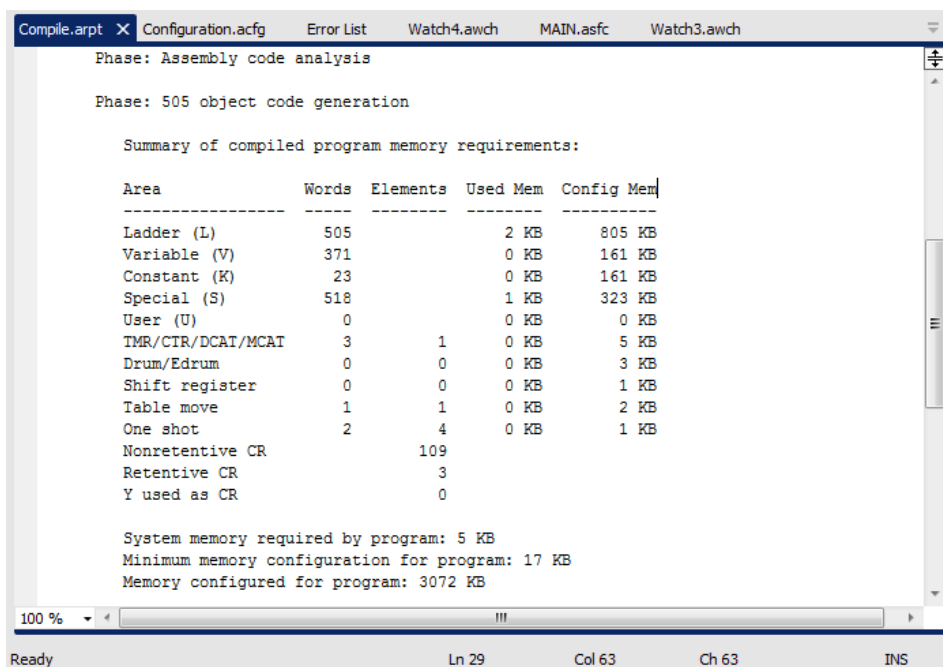 Compile.arpt X Configuration.acfg Error List Watch4.awch MAIN.asfc Watch3.awch
Phase: Assembly code analysis
Phase: 505 object code generation
Summary of compiled program memory requirements:
Area Words Elements Used Mem Config Mem
----------------- ----- -------- -------- ----------
Ladder (L) 505 2 KB 805 KB
Variable (V) 371 0 KB 161 KB
Constant (K) 23 0 KB 161 KB
Special (S) 518 1 KB 323 KB
User (U) 0 0 KB 0 KB
TMR/CTR/DCAT/MCAT 3 1 0 KB 5 KB
Drum/Edrum 0 0 0 KB 3 KB
Shift register 0 0 0 KB 1 KB
Table move 1 1 0 KB 2 KB
One shot 2 4 0 KB 1 KB
Nonretentive CR 109
Retentive CR 3
Y used as CR 0
System memory required by program: 5 KB
Minimum memory configuration for program: 17 KB
Memory configured for program: 3072 KB
100 %
Ready Ln 29 Col 63 Ch 63 INS